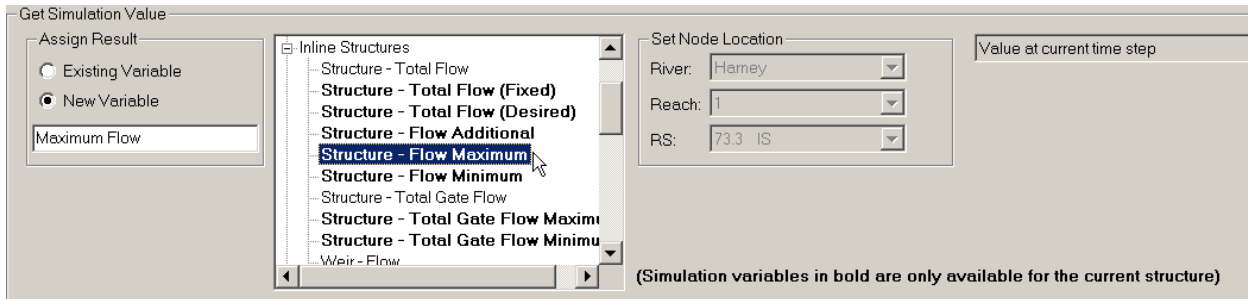 Get Simulation Value
Assign Result
Existing Variable
New Variable
Maximum Flow
Inline Structures
Structure - Total Flow
Structure - Total Flow (Fixed)
Structure - Total Flow (Desired)
Structure - Flow Additional
Structure - Flow Maximum
Structure - Flow Minimum
Structure - Total Gate Flow
Structure - Total Gate Flow Maximu
Structure - Total Gate Flow Minimu
Weir - Flow
Set Node Location
River: Harney
Reach: 1
RS: 73.3 IS
Value at current time step
(Simulation variables in bold are only available for the current structure)